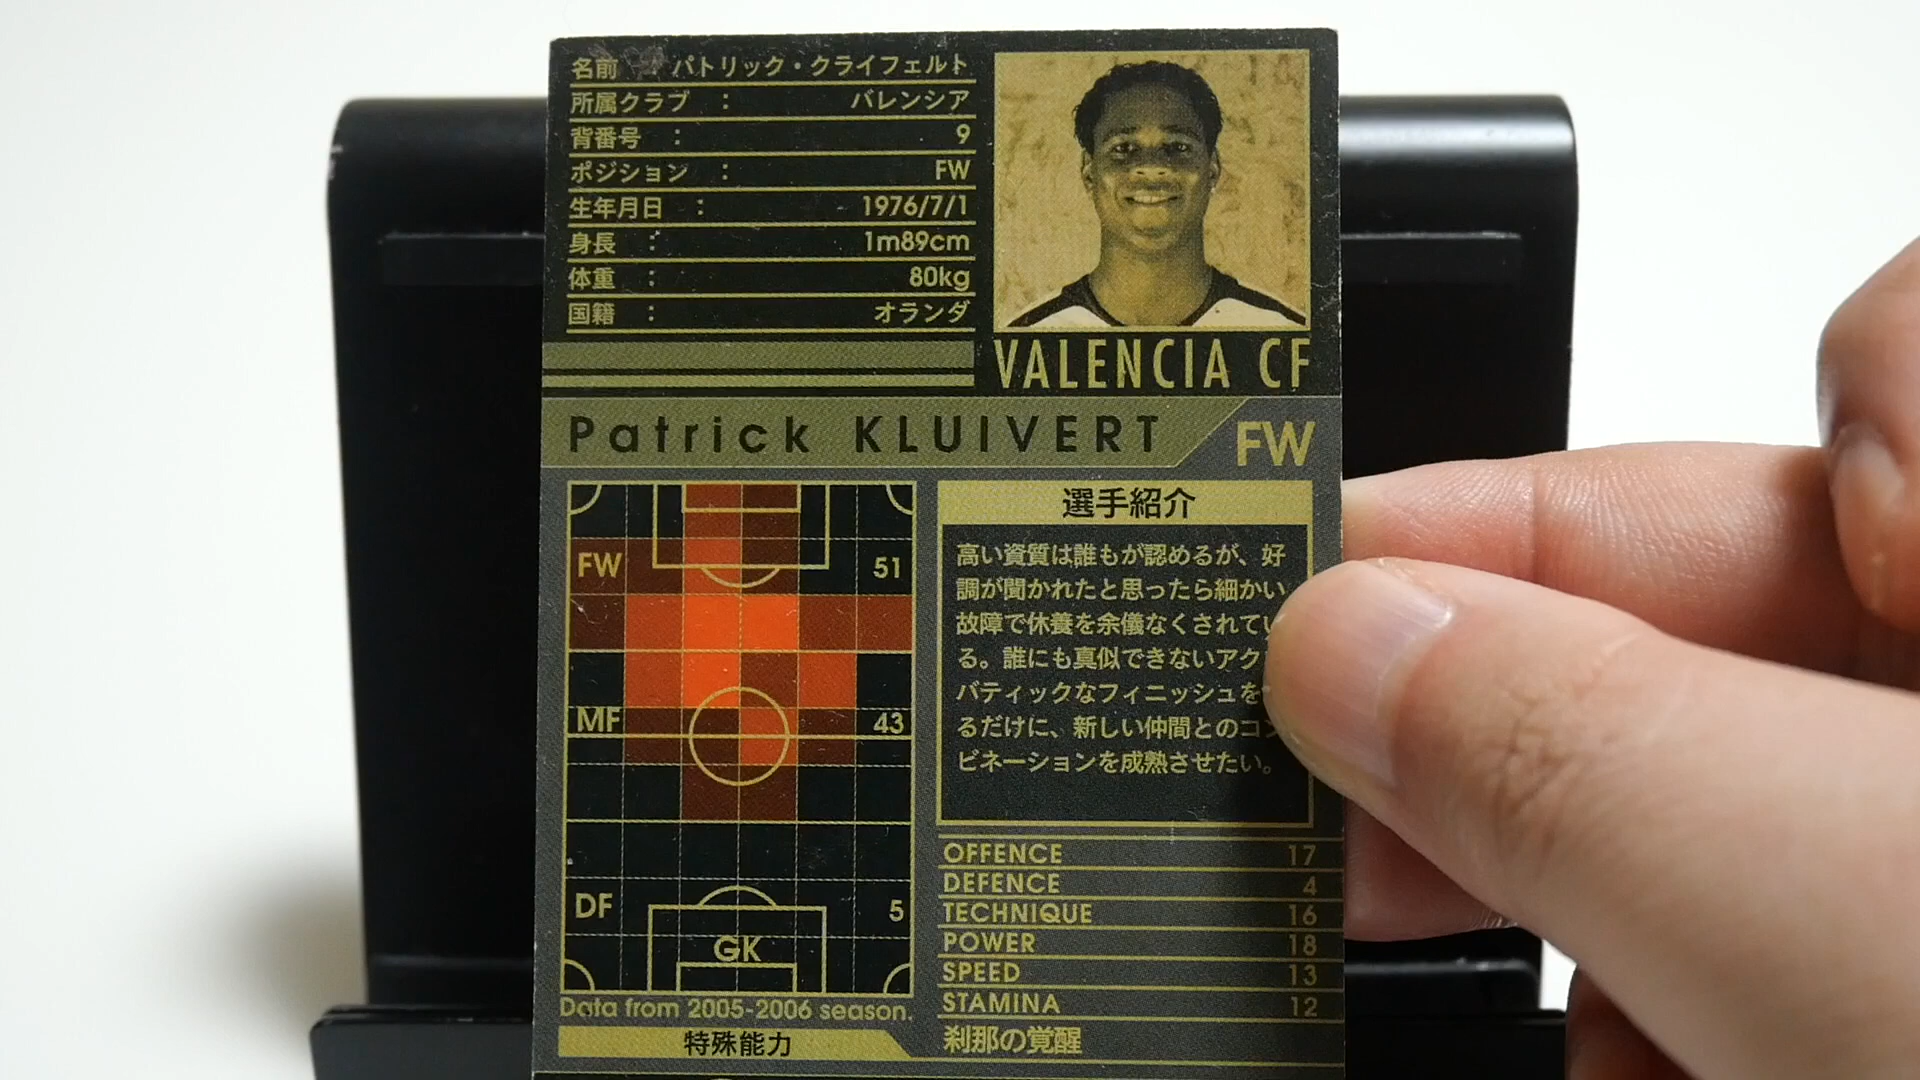 名前 : パトリック・クライフェルト
所属クラブ : バレンシア
背番号 : 9
ポジション : FW
生年月日 : 1976/7/1
身長 : 1m89cm
体重 : 80kg
国籍 : オランダ
VALENCIA CF
Patrick KLUIVERT
FW
FW 51
MF 43
DF 5
GK
Data from 2005-2006 season.
選手紹介
高い資質は誰もが認めるが、好
調が聞かれたと思ったら細かい
故障で休養を余儀なくされてい
る。誰にも真似できないアク
バティックなフィニッシュを
るだけに、新しい仲間とのコン
ビネーションを成熟させたい。
OFFENCE 17
DEFENCE 4
TECHNIQUE 16
POWER 18
SPEED 13
STAMINA 12
特殊能力 刹那の覚醒